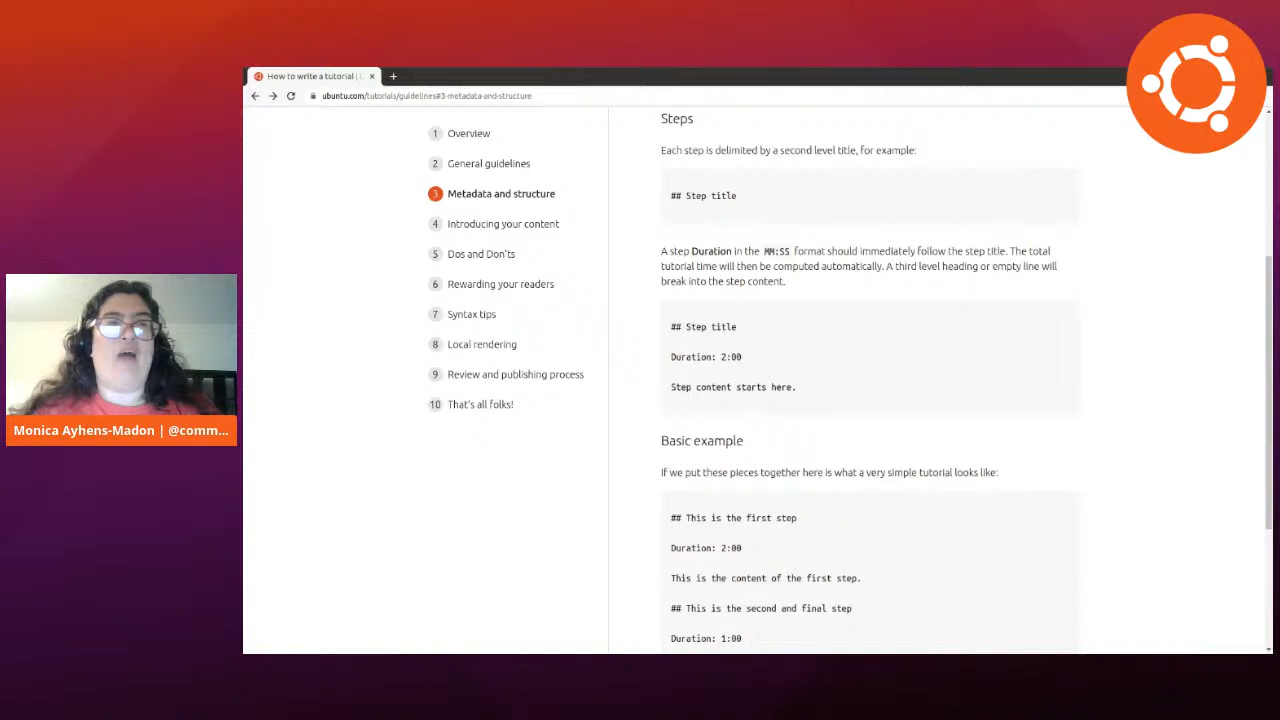 How to write a tutorial |
ubuntu.com/tutorials/guidelines#3-metadata-and-structure
1 Overview
2 General guidelines
3 Metadata and structure
4 Introducing your content
5 Dos and Don'ts
6 Rewarding your readers
7 Syntax tips
8 Local rendering
9 Review and publishing process
10 That's all folks!
Steps
Each step is delimited by a second level title, for example:
## Step title
A step Duration in the MM:SS format should immediately follow the step title. The total
tutorial time will then be computed automatically. A third level heading or empty line will
break into the step content.
## Step title
Duration: 2:00
Step content starts here.
Basic example
If we put these pieces together here is what a very simple tutorial looks like:
## This is the first step
Duration: 2:00
This is the content of the first step.
## This is the second and final step
Duration: 1:00
Monica Ayhens-Madon | @comm...